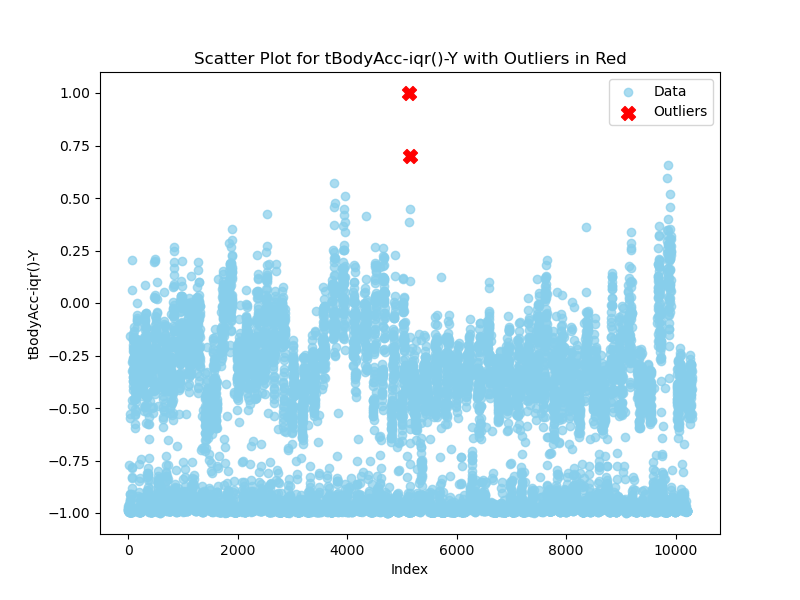 Scatter Plot for tBodyAcc-iqr()-Y with Outliers in Red
Data
Outliers
tBodyAcc-iqr()-Y
1.00
0.75
0.50
0.25
0.00
−0.25
−0.50
−0.75
−1.00
0 2000 4000 6000 8000 10000
Index